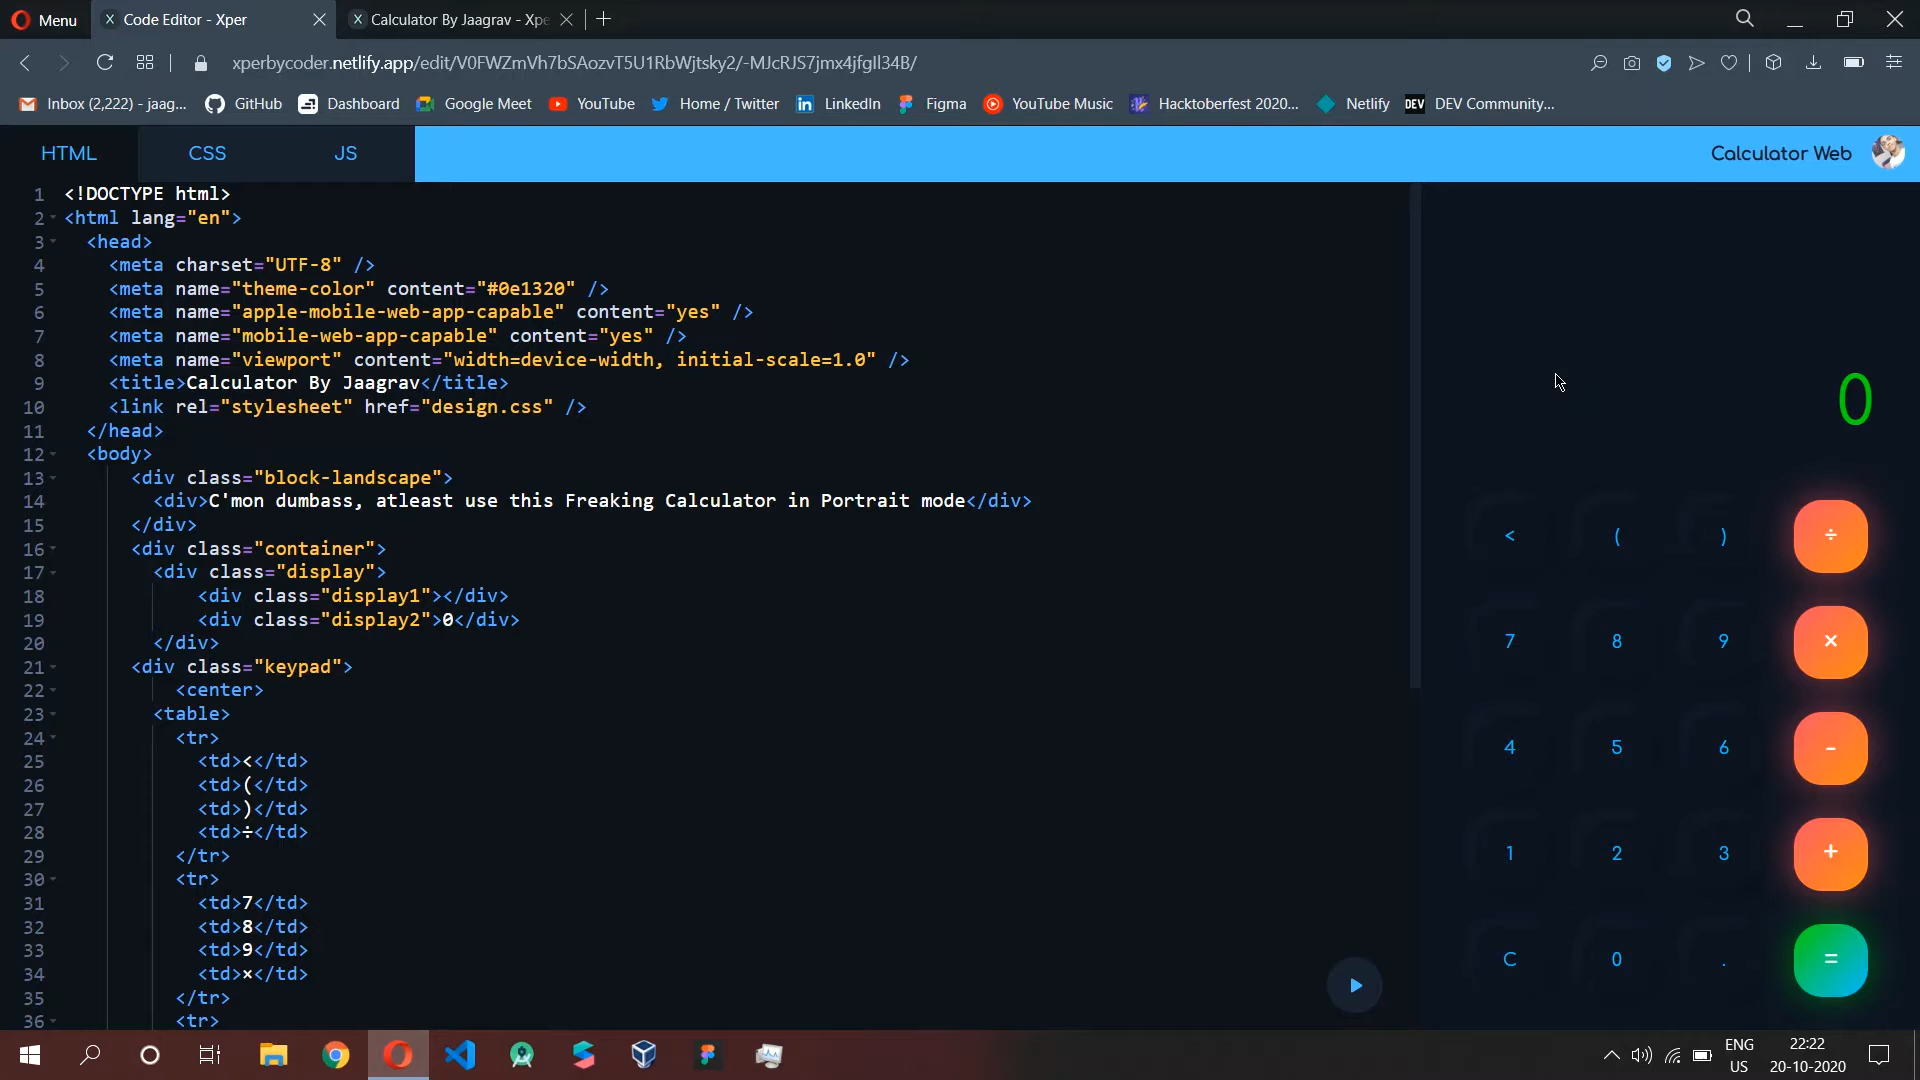 Menu
Code Editor - Xper
Calculator By Jaagrav - Xpe
xperbycoder.netlify.app/edit/V0FWZmVh7bSAozvT5U1RbWjtsky2/-MJcRJS7jmx4jfgIl34B/
Inbox (2,222) - jaag...
GitHub
Dashboard
Google Meet
YouTube
Home / Twitter
LinkedIn
Figma
YouTube Music
Hacktoberfest 2020...
Netlify
DEV
DEV Community...
HTML
CSS
JS
Calculator Web
1 <!DOCTYPE html>
2 <html lang="en">
3 <head>
4 <meta charset="UTF-8" />
5 <meta name="theme-color" content="#0e1320" />
6 <meta name="apple-mobile-web-app-capable" content="yes" />
7 <meta name="mobile-web-app-capable" content="yes" />
8 <meta name="viewport" content="width=device-width, initial-scale=1.0" />
9 <title>Calculator By Jaagrav</title>
10 <link rel="stylesheet" href="design.css" />
11 </head>
12 <body>
13 <div class="block-landscape">
14 <div>C'mon dumbass, atleast use this Freaking Calculator in Portrait mode</div>
15 </div>
16 <div class="container">
17 <div class="display">
18 <div class="display1"></div>
19 <div class="display2">0</div>
20 </div>
21 <div class="keypad">
22 <center>
23 <table>
24 <tr>
25 <td><</td>
26 <td>(</td>
27 <td>)</td>
28 <td>÷</td>
29 </tr>
30 <tr>
31 <td>7</td>
32 <td>8</td>
33 <td>9</td>
34 <td>×</td>
35 </tr>
36 <tr>
0
< ( ) ÷
7 8 9 ×
4 5 6 -
1 2 3 +
C 0 . =
ENG
US
22:22
20-10-2020